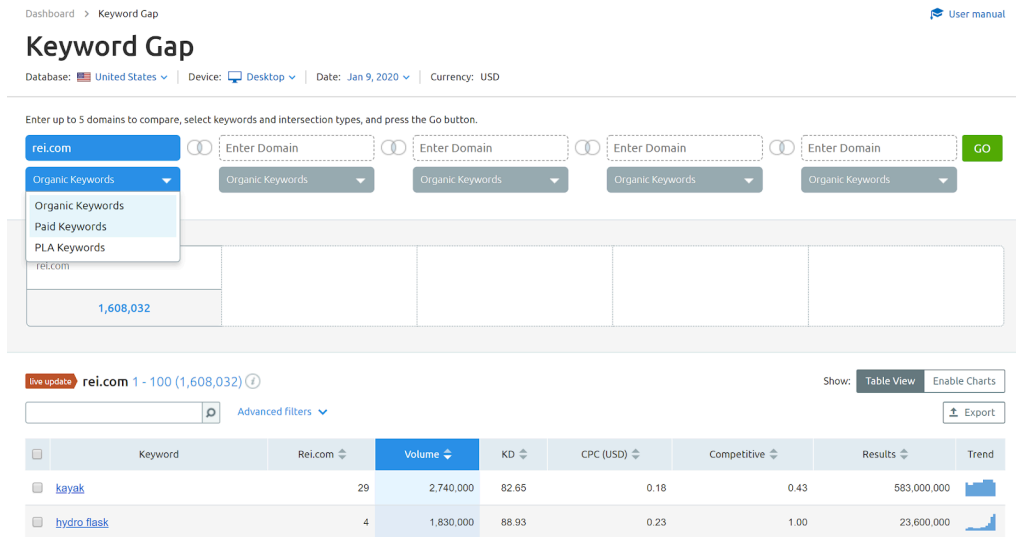 Dashboard > Keyword Gap
User manual
Keyword Gap
Database: United States Device: Desktop Date: Jan 9, 2020 Currency: USD
Enter up to 5 domains to compare, select keywords and intersection types, and press the Go button.
rei.com Enter Domain Enter Domain Enter Domain Enter Domain GO
Organic Keywords Organic Keywords Organic Keywords Organic Keywords Organic Keywords
Organic Keywords
Paid Keywords
PLA Keywords
rei.com
1,608,032
live update rei.com 1 - 100 (1,608,032) i
Show: Table View Enable Charts
Advanced filters
Export
Keyword Rei.com Volume KD CPC (USD) Competitive Results Trend
kayak 29 2,740,000 82.65 0.18 0.43 583,000,000
hydro flask 4 1,830,000 88.93 0.23 1.00 23,600,000